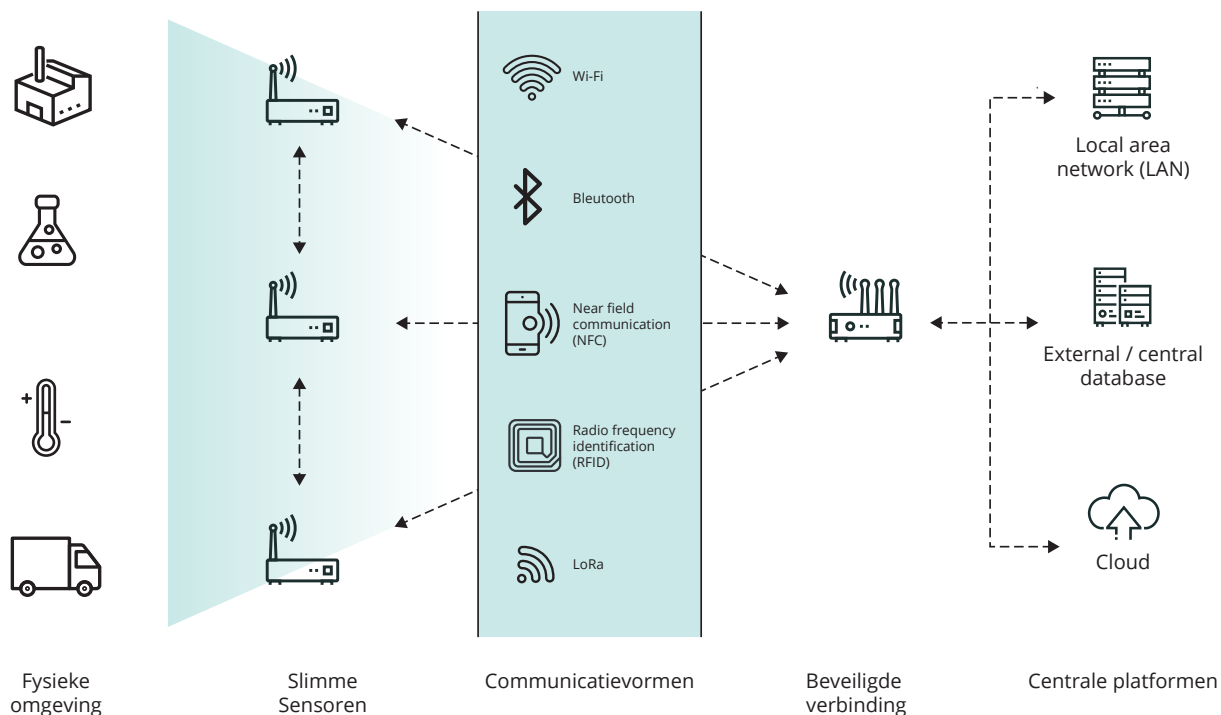 Wi-Fi
Bleutooth
Near field
communication
(NFC)
Radio frequency
identification
(RFID)
LoRa
Local area
network (LAN)
External / central
database
Cloud
Fysieke
omgeving
Slimme
Sensoren
Communicatievormen
Beveiligde
verbinding
Centrale platformen